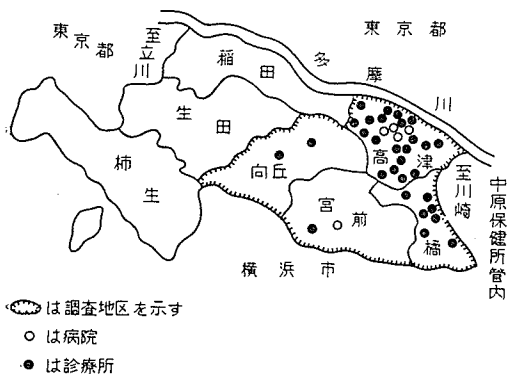 東京都
至立川
東京都
稲田
多摩川
生田
柿生
向丘
高津
至川崎
宮前
橘
中原保健所管内
横浜市
は調査地区を示す
は病院
は診療所